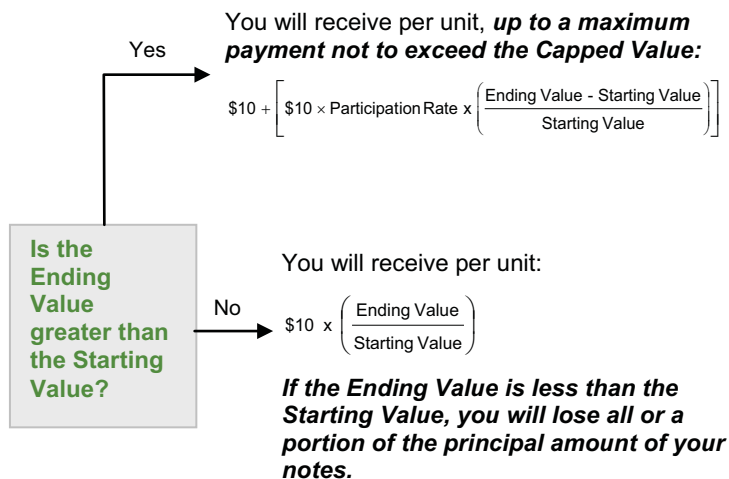 Yes
You will receive per unit, up to a maximum
payment not to exceed the Capped Value:
$10 + [ $10 × Participation Rate x ( Ending Value - Starting Value / Starting Value ) ]
Is the
Ending
Value
greater than
the Starting
Value?
No
You will receive per unit:
$10 x ( Ending Value / Starting Value )
If the Ending Value is less than the
Starting Value, you will lose all or a
portion of the principal amount of your
notes.